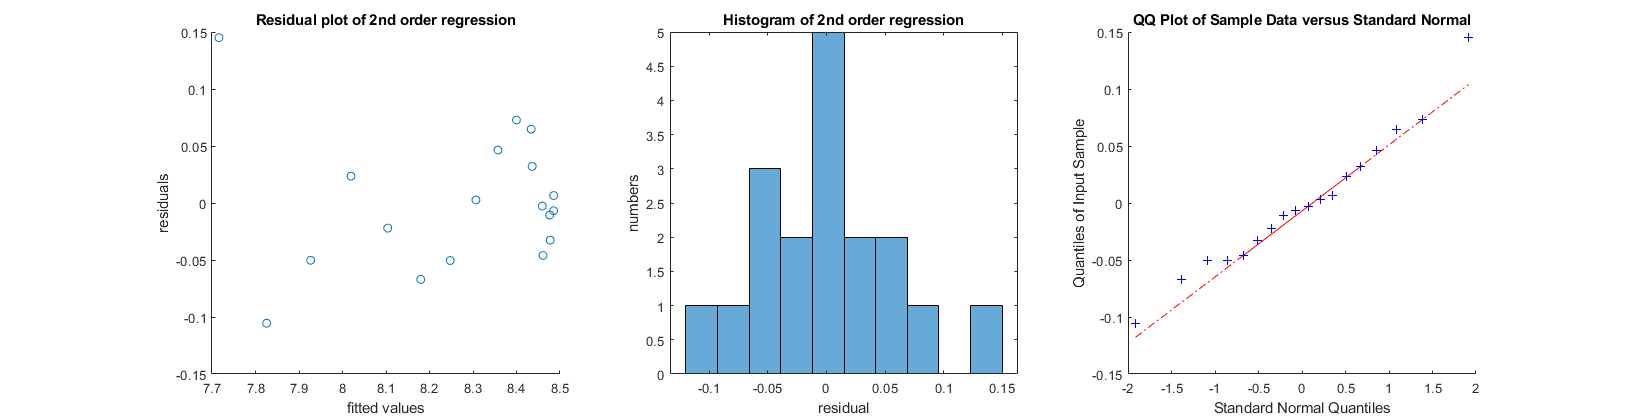 Residual plot of 2nd order regression
0.15
0.1
0.05
0
-0.05
-0.1
-0.15
residuals
7.7 7.8 7.9 8 8.1 8.2 8.3 8.4 8.5
fitted values
Histogram of 2nd order regression
5
4.5
4
3.5
3
2.5
2
1.5
1
0.5
0
numbers
-0.1 -0.05 0 0.05 0.1 0.15
residual
QQ Plot of Sample Data versus Standard Normal
0.15
0.1
0.05
0
-0.05
-0.1
-0.15
Quantiles of Input Sample
-2 -1.5 -1 -0.5 0 0.5 1 1.5 2
Standard Normal Quantiles